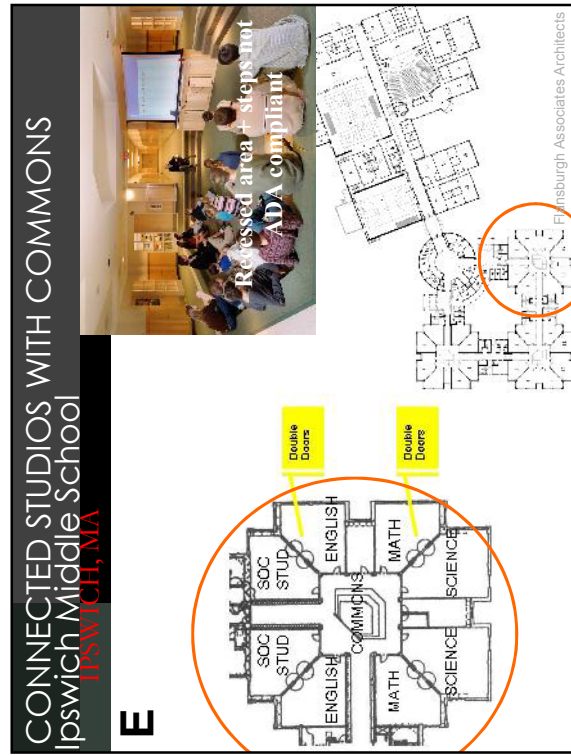 CONNECTED STUDIOS WITH COMMONS
Ipswich Middle School
IPSWICH, MA
E
Recessed area + steps not
ADA compliant
SOC
STUD
SOC
STUD
ENGLISH
ENGLISH
COMMONS
MATH
MATH
SCIENCE
SCIENCE
Double
Doors
Double
Doors
Flansburgh Associates Architects